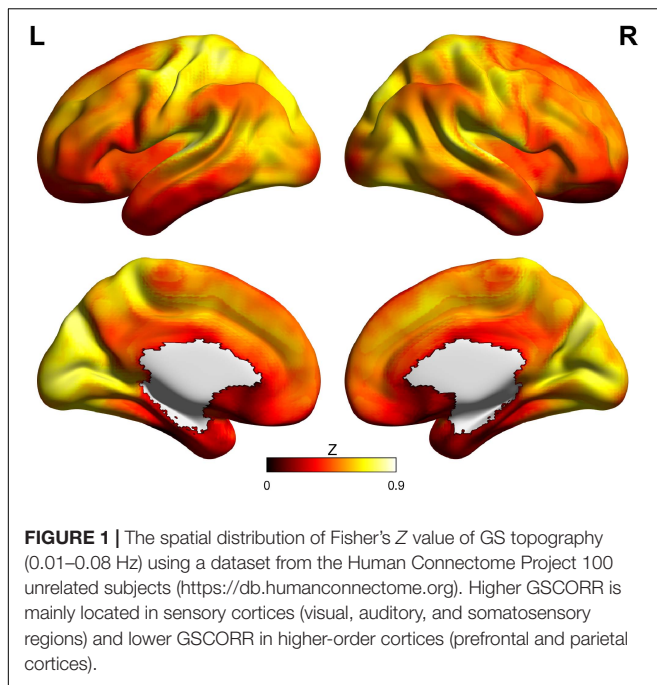 L R
Z
0 0.9
FIGURE 1 | The spatial distribution of Fisher's Z value of GS topography
(0.01–0.08 Hz) using a dataset from the Human Connectome Project 100
unrelated subjects (https://db.humanconnectome.org). Higher GSCORR is
mainly located in sensory cortices (visual, auditory, and somatosensory
regions) and lower GSCORR in higher-order cortices (prefrontal and parietal
cortices).